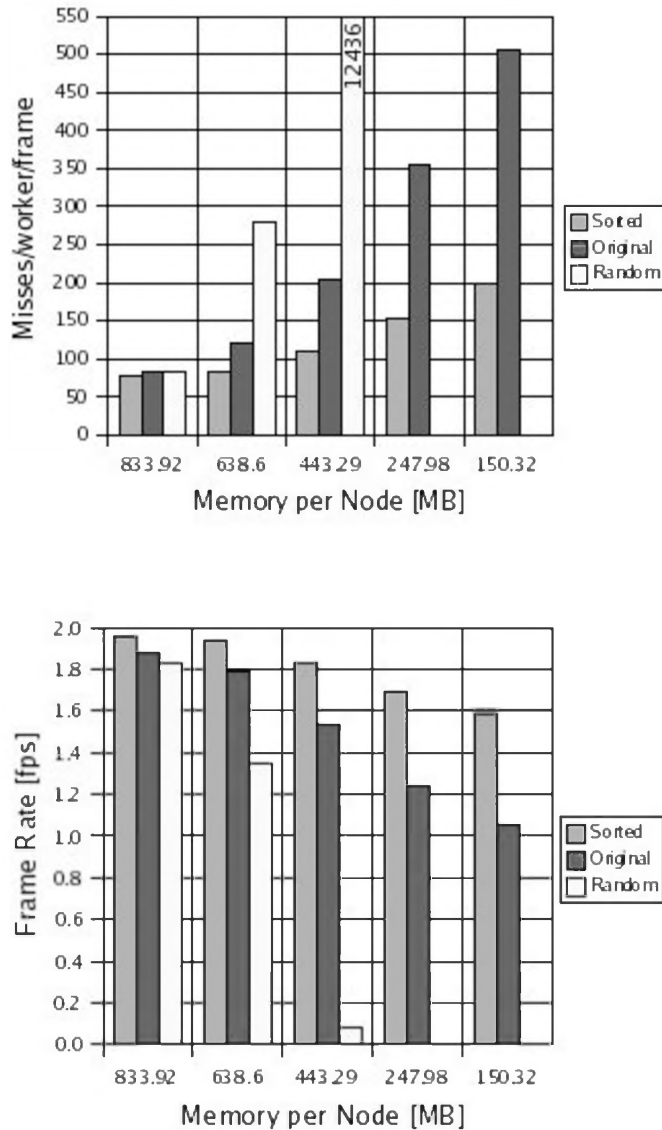 550
500
450
400
350
300
250
200
150
100
50
0
Misses/worker/frame
12436
833.92 638.6 443.29 247.98 150.32
Memory per Node [MB]
Sorted
Original
Random
2.0
1.8
1.6
1.4
1.2
1.0
0.8
0.6
0.4
0.2
0.0
Frame Rate [fps]
833.92 638.6 443.29 247.98 150.32
Memory per Node [MB]
Sorted
Original
Random